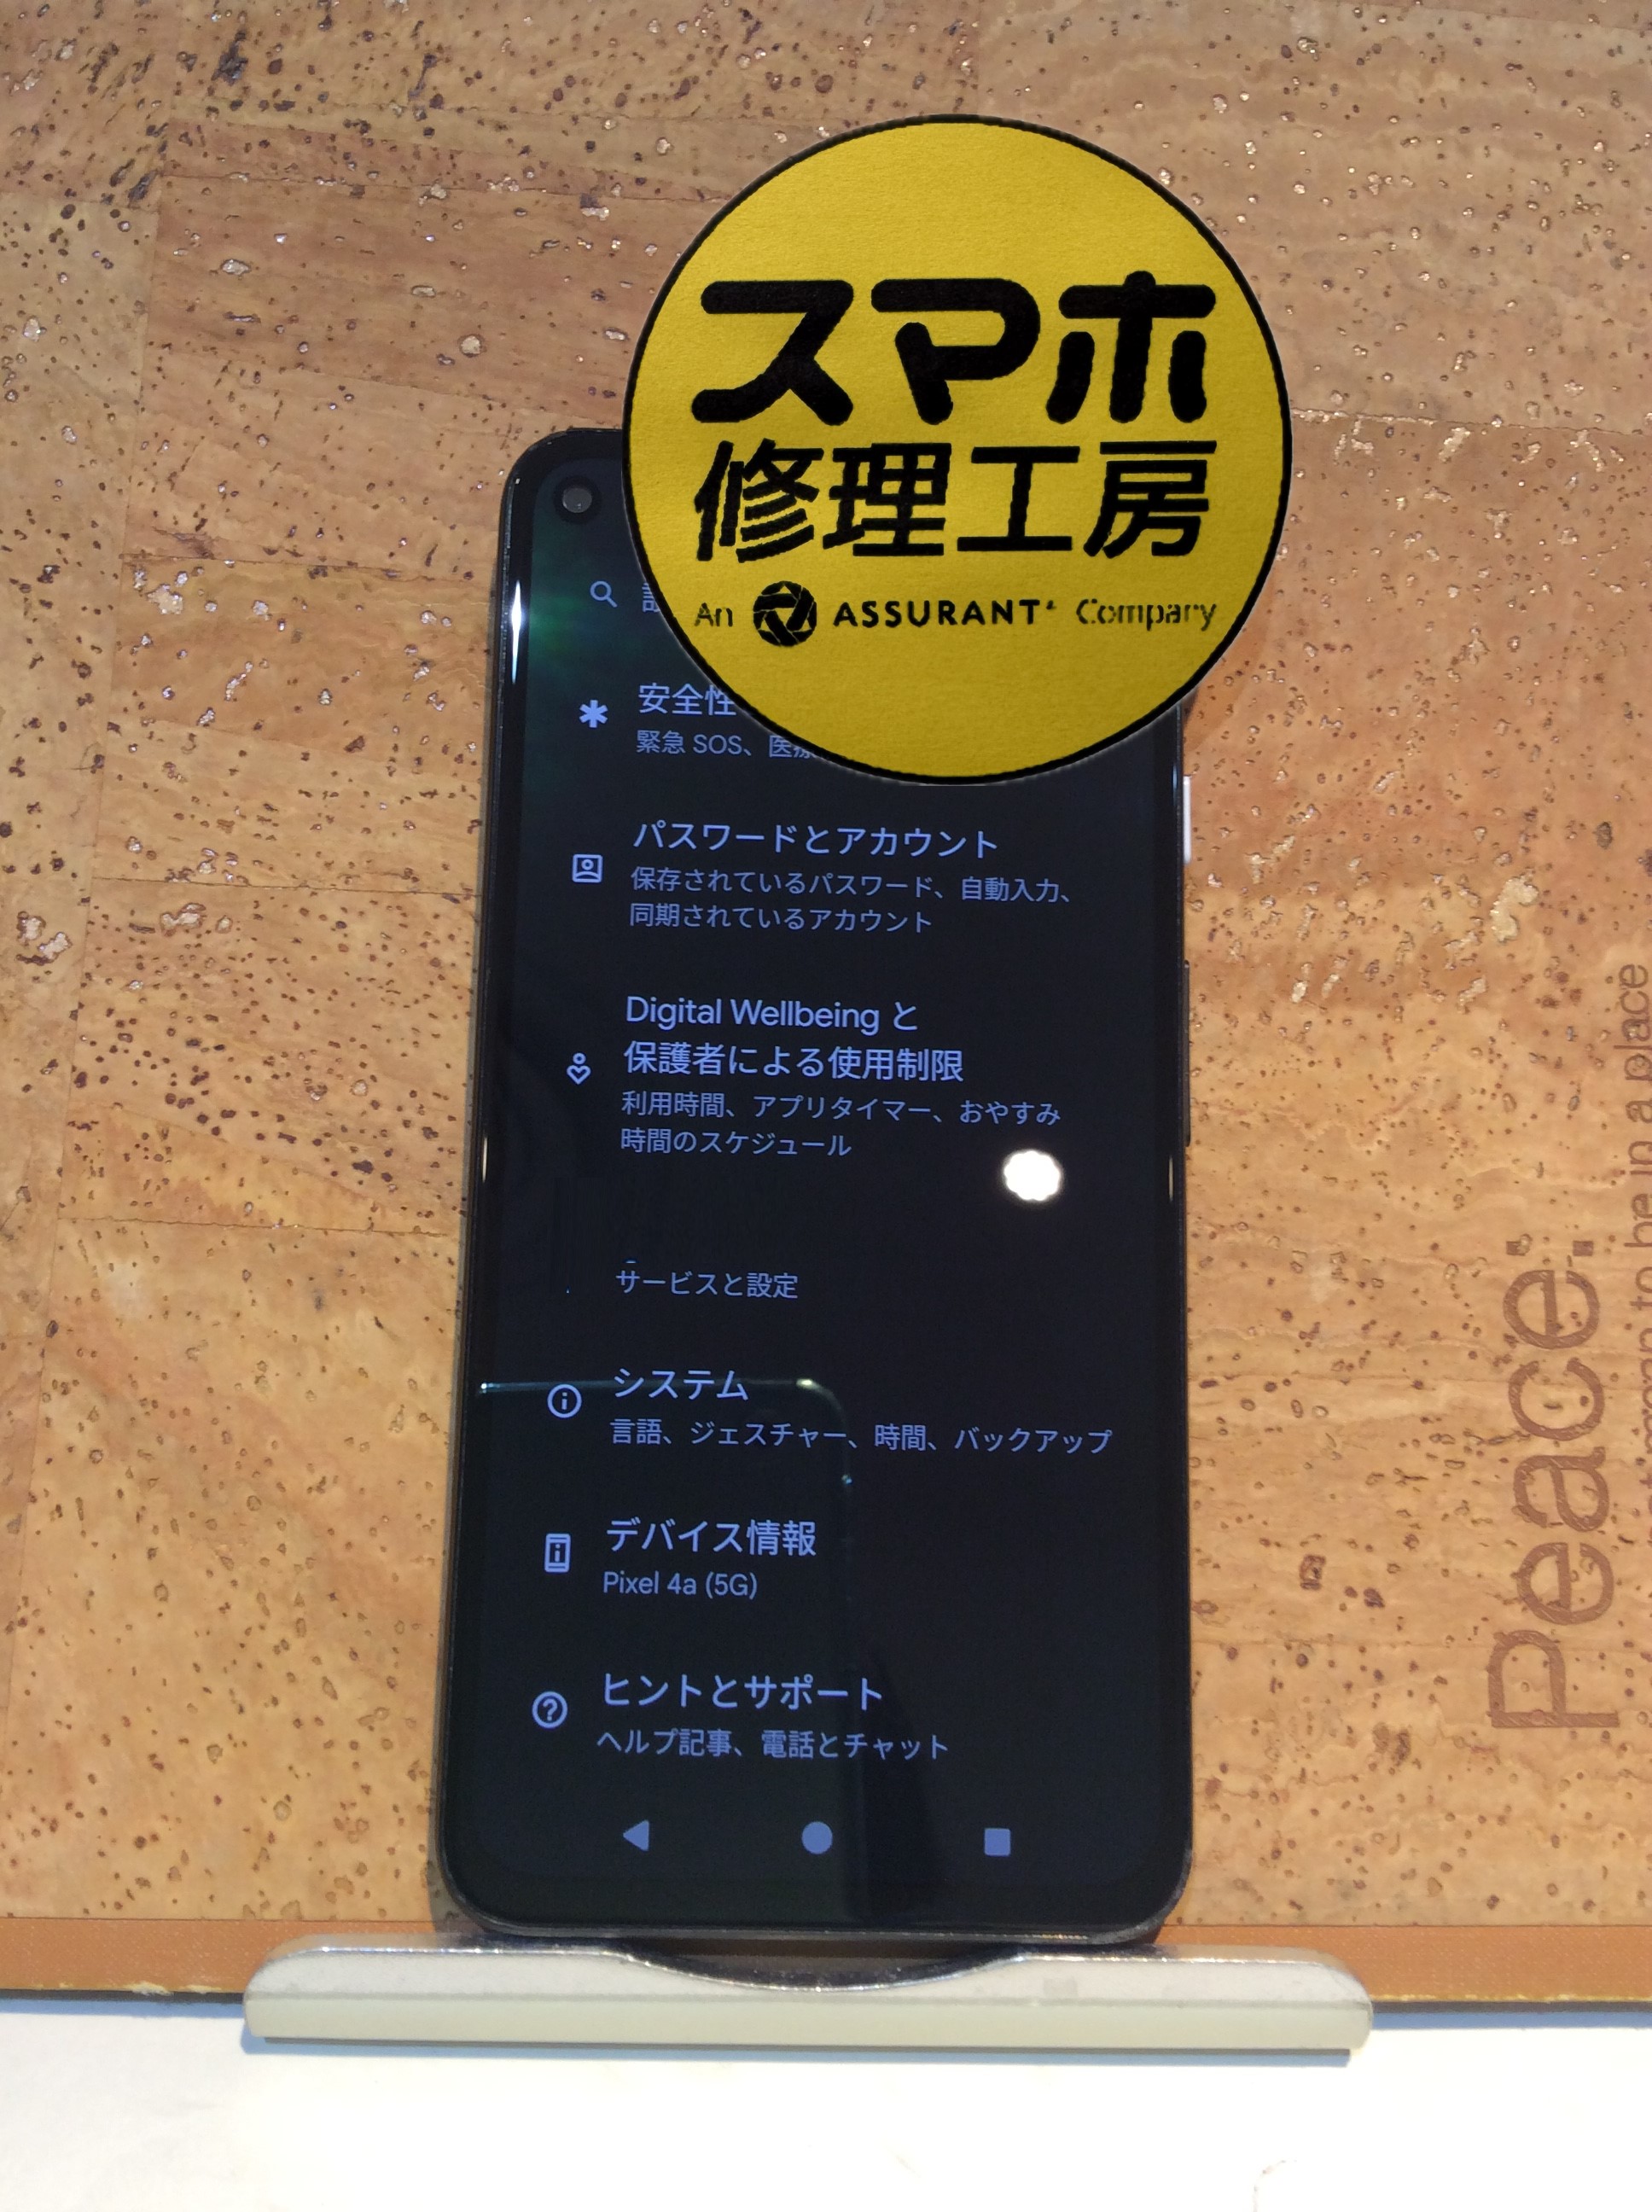 スマホ
修理工房
An ASSURANT Company
安全性
緊急 SOS、医療
パスワードとアカウント
保存されているパスワード、自動入力、
同期されているアカウント
Digital Wellbeing と
保護者による使用制限
利用時間、アプリタイマー、おやすみ
時間のスケジュール
サービスと設定
システム
言語、ジェスチャー、時間、バックアップ
デバイス情報
Pixel 4a (5G)
ヒントとサポート
ヘルプ記事、電話とチャット
Peace:
to be in a place